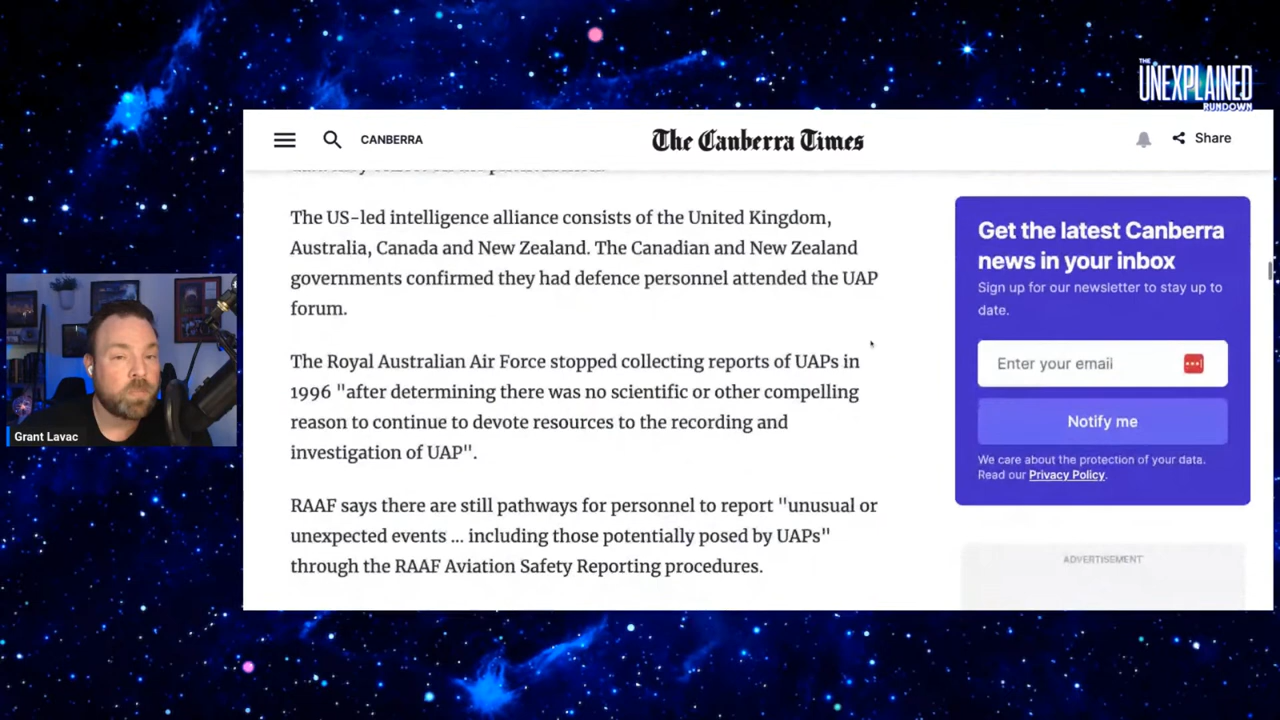 THE
UNEXPLAINED
RUNDOWN
CANBERRA
The Canberra Times
Share
The US-led intelligence alliance consists of the United Kingdom,
Australia, Canada and New Zealand. The Canadian and New Zealand
governments confirmed they had defence personnel attended the UAP
forum.
The Royal Australian Air Force stopped collecting reports of UAPs in
1996 "after determining there was no scientific or other compelling
reason to continue to devote resources to the recording and
investigation of UAP".
RAAF says there are still pathways for personnel to report "unusual or
unexpected events ... including those potentially posed by UAPs"
through the RAAF Aviation Safety Reporting procedures.
Get the latest Canberra
news in your inbox
Sign up for our newsletter to stay up to
date.
Enter your email
Notify me
We care about the protection of your data.
Read our Privacy Policy.
ADVERTISEMENT
Grant Lavac